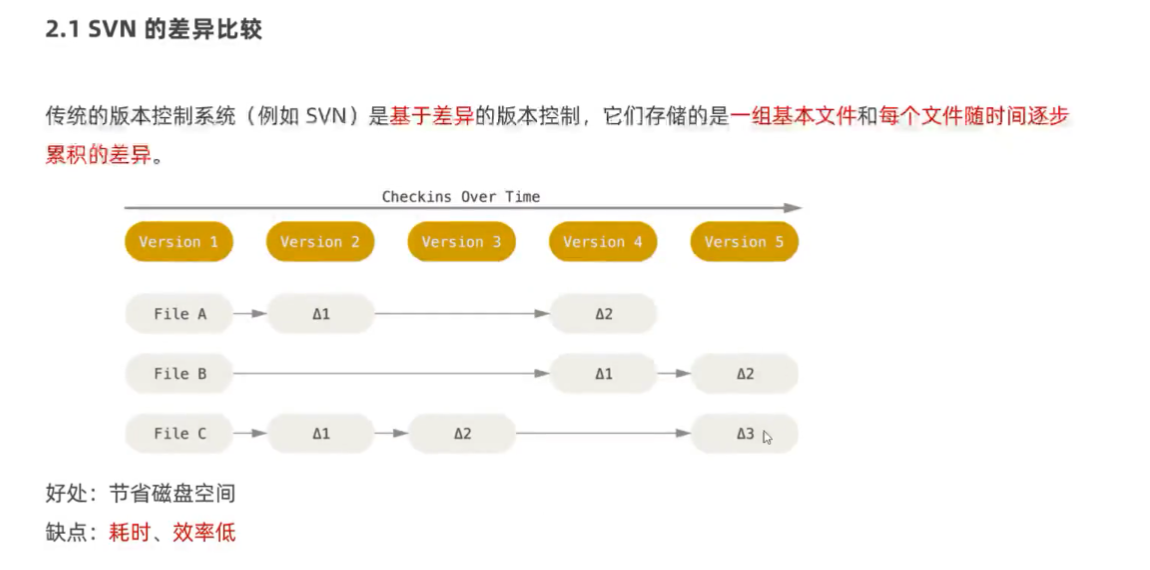 2.1 SVN 的差异比较
传统的版本控制系统（例如 SVN）是基于差异的版本控制，它们存储的是一组基本文件和每个文件随时间逐步
累积的差异。
Checkins Over Time
Version 1 Version 2 Version 3 Version 4 Version 5
File A Δ1 Δ2
File B Δ1 Δ2
File C Δ1 Δ2 Δ3
好处：节省磁盘空间
缺点：耗时、效率低